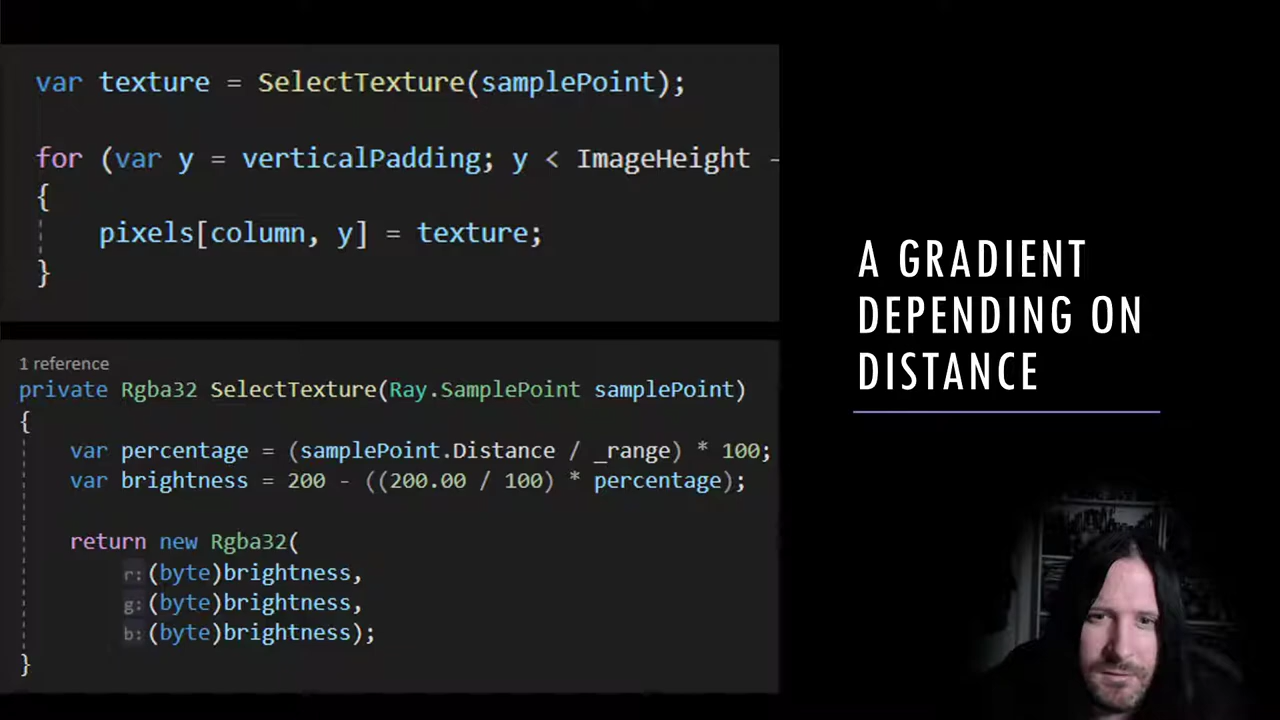 var texture = SelectTexture(samplePoint);
for (var y = verticalPadding; y < ImageHeight -
{
pixels[column, y] = texture;
}
1 reference
private Rgba32 SelectTexture(Ray.SamplePoint samplePoint)
{
var percentage = (samplePoint.Distance / _range) * 100;
var brightness = 200 - ((200.00 / 100) * percentage);
return new Rgba32(
r:(byte)brightness,
g:(byte)brightness,
b:(byte)brightness);
}
A GRADIENT
DEPENDING ON
DISTANCE